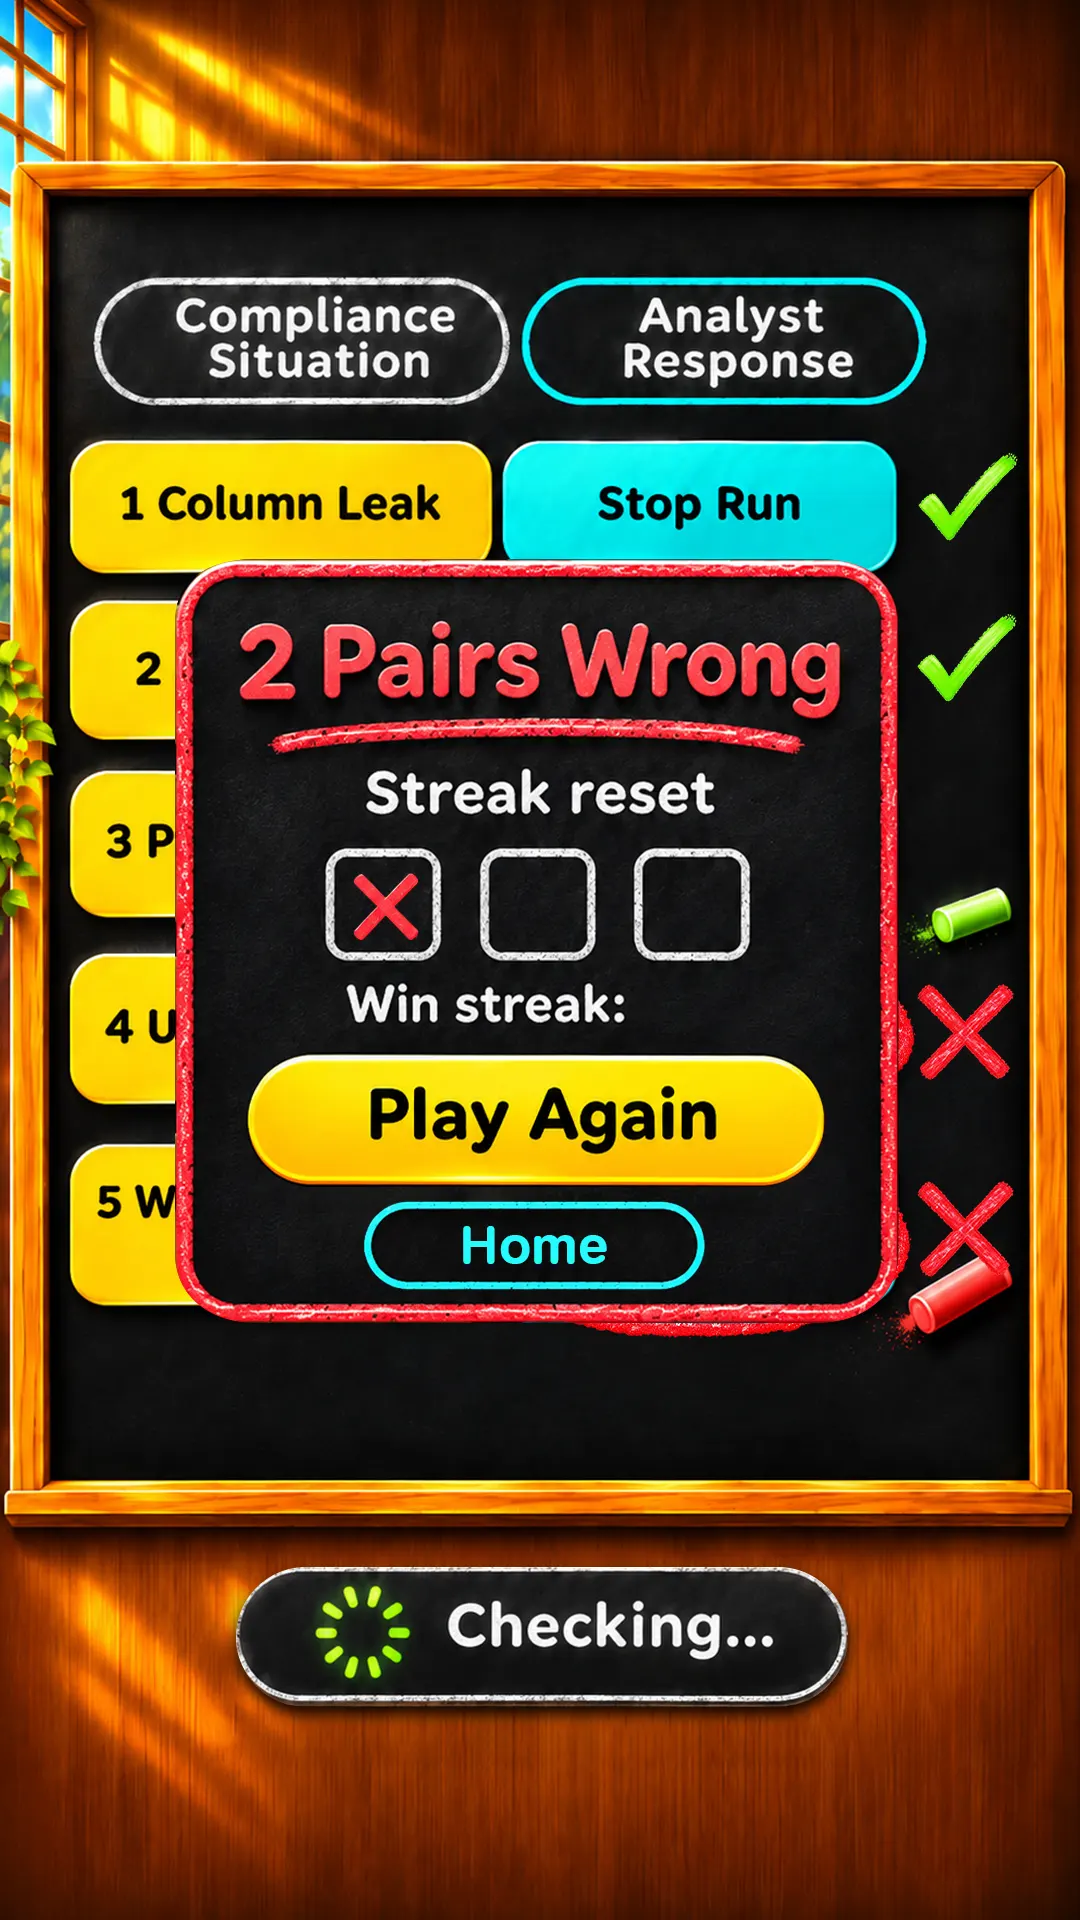 Compliance
Situation
Analyst
Response
1 Column Leak
Stop Run
2
2 Pairs Wrong
Streak reset
3 P
4 U
Win streak:
Play Again
5 W
Home
Checking...